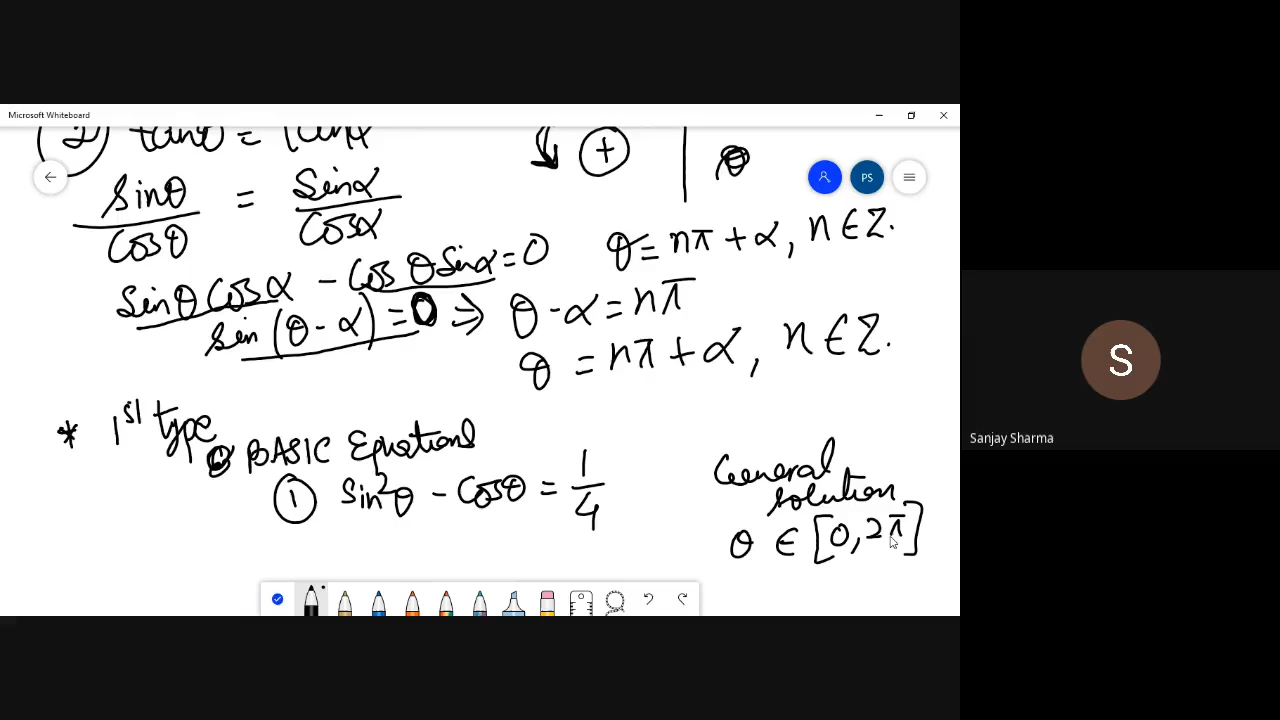 Microsoft Whiteboard
2) tanθ = tanα
+
θ
PS
sinθ / cosθ = sinα / cosα
θ = nπ + α, n ∈ Z.
sinθ cosα − cosθ sinα = 0
sin (θ − α) = 0 ⇒ θ − α = nπ
θ = nπ + α, n ∈ Z.
* 1st type
BASIC Equations
① sin²θ − cosθ = 1/4
General
solution
θ ∈ [0, 2π]
S
Sanjay Sharma